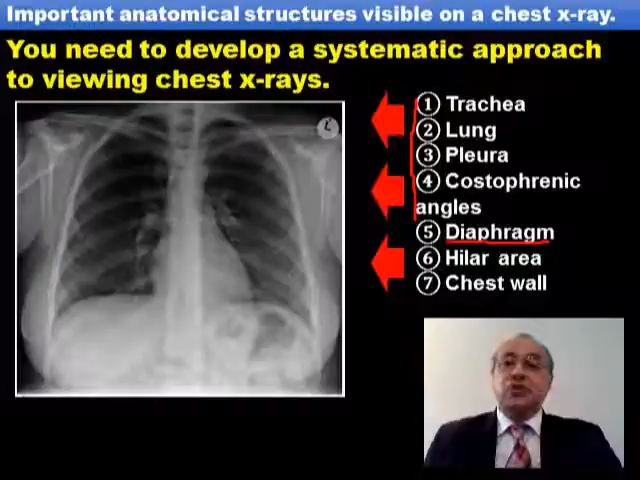 Important anatomical structures visible on a chest x-ray.
You need to develop a systematic approach
to viewing chest x-rays.
① Trachea
② Lung
③ Pleura
④ Costophrenic
angles
⑤ Diaphragm
⑥ Hilar area
⑦ Chest wall
L